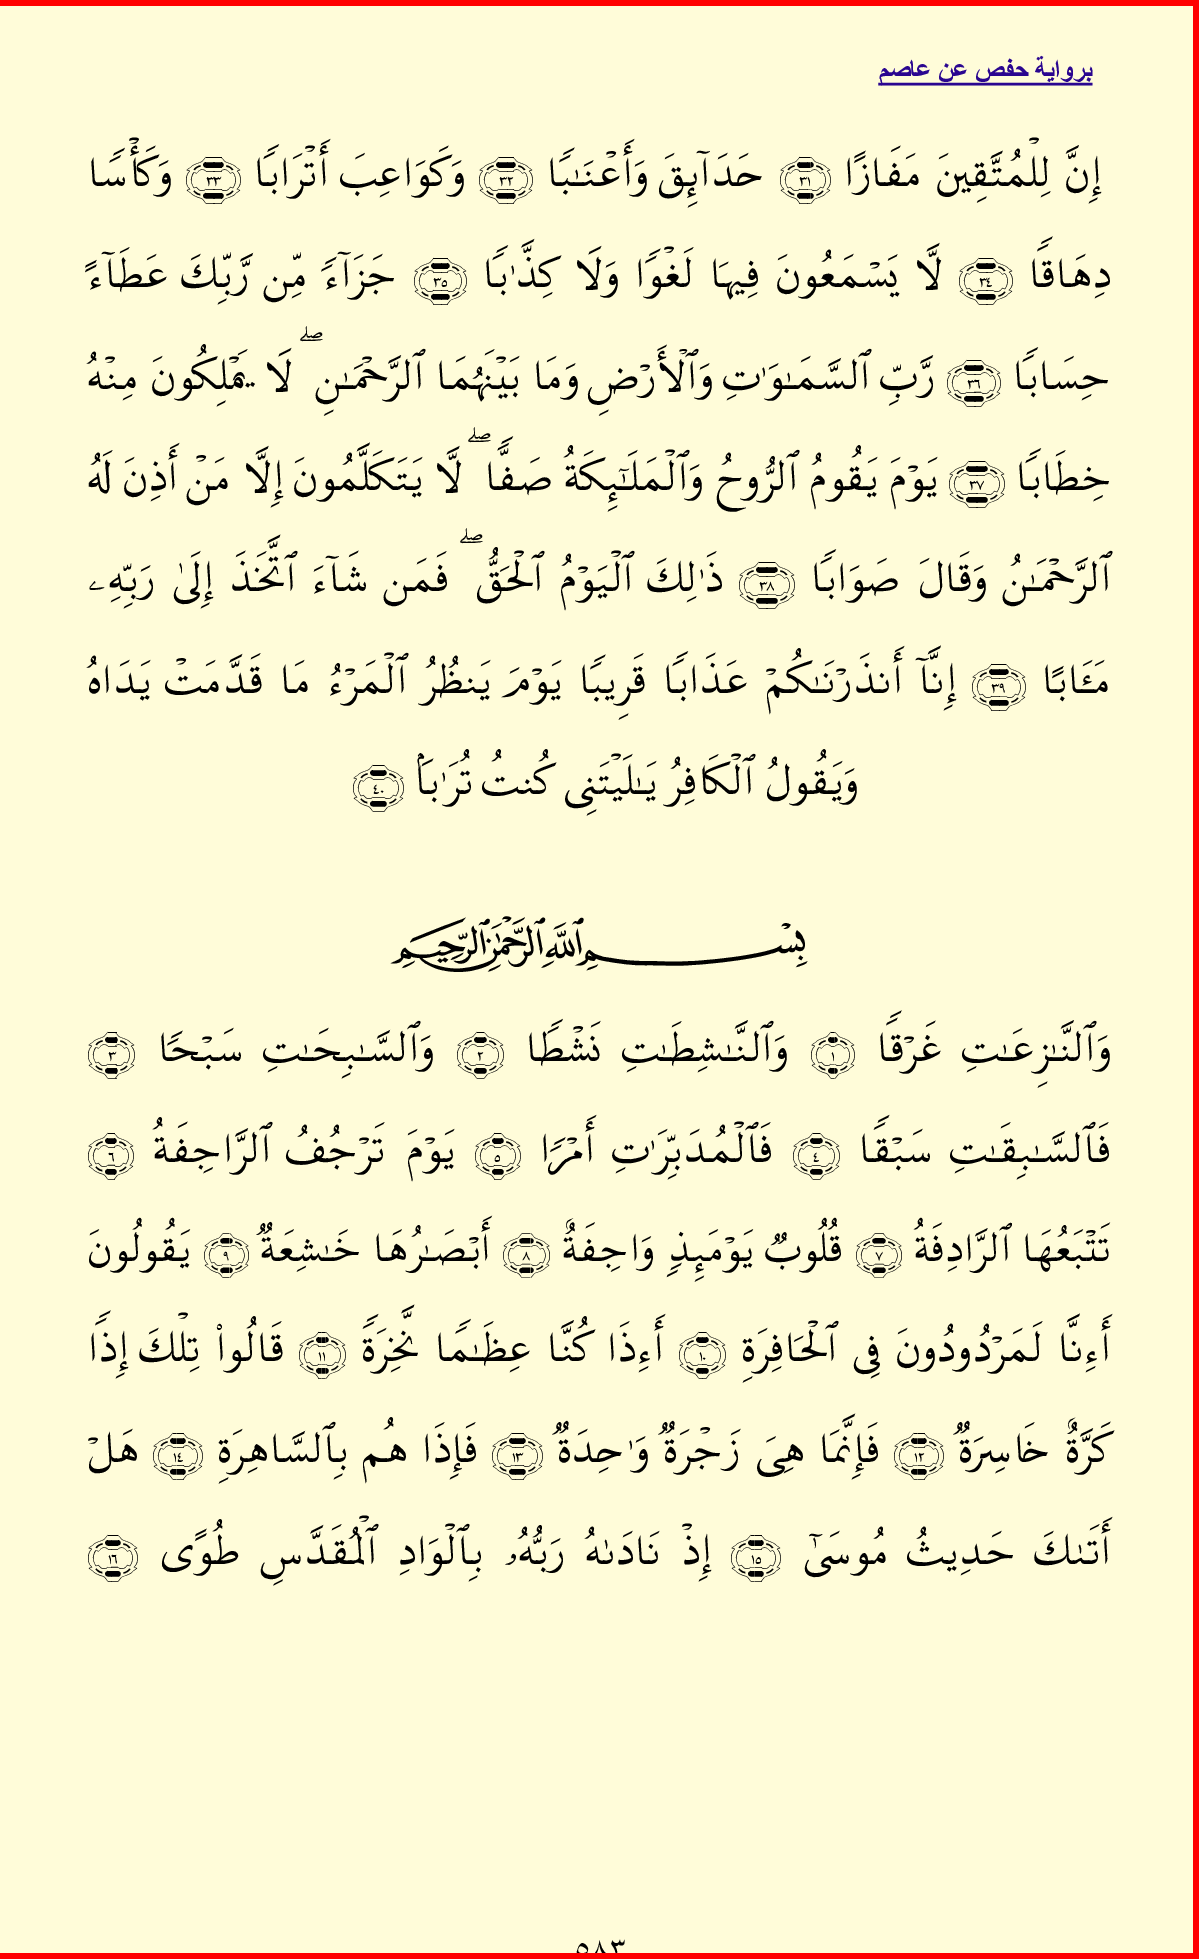 برواية حفص عن عاصم
إِنَّ لِلۡمُتَّقِينَ مَفَازًا ٣١ حَدَآئِقَ وَأَعۡنَٰبٗا ٣٢ وَكَوَاعِبَ أَتۡرَابٗا ٣٣ وَكَأۡسٗا
دِهَاقٗا ٣٤ لَّا يَسۡمَعُونَ فِيهَا لَغۡوٗا وَلَا كِذَّٰبٗا ٣٥ جَزَآءٗ مِّن رَّبِّكَ عَطَآءً
حِسَابٗا ٣٦ رَّبِّ ٱلسَّمَٰوَٰتِ وَٱلۡأَرۡضِ وَمَا بَيۡنَهُمَا ٱلرَّحۡمَٰنِۖ لَا يَمۡلِكُونَ مِنۡهُ
خِطَابٗا ٣٧ يَوۡمَ يَقُومُ ٱلرُّوحُ وَٱلۡمَلَٰٓئِكَةُ صَفّٗاۖ لَّا يَتَكَلَّمُونَ إِلَّا مَنۡ أَذِنَ لَهُ
ٱلرَّحۡمَٰنُ وَقَالَ صَوَابٗا ٣٨ ذَٰلِكَ ٱلۡيَوۡمُ ٱلۡحَقُّۖ فَمَن شَآءَ ٱتَّخَذَ إِلَىٰ رَبِّهِۦ
مَـَٔابًا ٣٩ إِنَّآ أَنذَرۡنَٰكُمۡ عَذَابٗا قَرِيبٗا يَوۡمَ يَنظُرُ ٱلۡمَرۡءُ مَا قَدَّمَتۡ يَدَاهُ
وَيَقُولُ ٱلۡكَافِرُ يَٰلَيۡتَنِي كُنتُ تُرَٰبَۢا ٤٠
بِسۡمِ ٱللَّهِ ٱلرَّحۡمَٰنِ ٱلرَّحِيمِ
وَٱلنَّٰزِعَٰتِ غَرۡقٗا ١ وَٱلنَّٰشِطَٰتِ نَشۡطٗا ٢ وَٱلسَّٰبِحَٰتِ سَبۡحٗا ٣
فَٱلسَّٰبِقَٰتِ سَبۡقٗا ٤ فَٱلۡمُدَبِّرَٰتِ أَمۡرٗا ٥ يَوۡمَ تَرۡجُفُ ٱلرَّاجِفَةُ ٦
تَتۡبَعُهَا ٱلرَّادِفَةُ ٧ قُلُوبٞ يَوۡمَئِذٖ وَاجِفَةٌ ٨ أَبۡصَٰرُهَا خَٰشِعَةٞ ٩ يَقُولُونَ
أَءِنَّا لَمَرۡدُودُونَ فِي ٱلۡحَافِرَةِ ١٠ أَءِذَا كُنَّا عِظَٰمٗا نَّخِرَةٗ ١١ قَالُواْ تِلۡكَ إِذٗا
كَرَّةٌ خَاسِرَةٞ ١٢ فَإِنَّمَا هِيَ زَجۡرَةٞ وَٰحِدَةٞ ١٣ فَإِذَا هُم بِٱلسَّاهِرَةِ ١٤ هَلۡ
أَتَىٰكَ حَدِيثُ مُوسَىٰٓ ١٥ إِذۡ نَادَىٰهُ رَبُّهُۥ بِٱلۡوَادِ ٱلۡمُقَدَّسِ طُوًى ١٦
٥٨٣